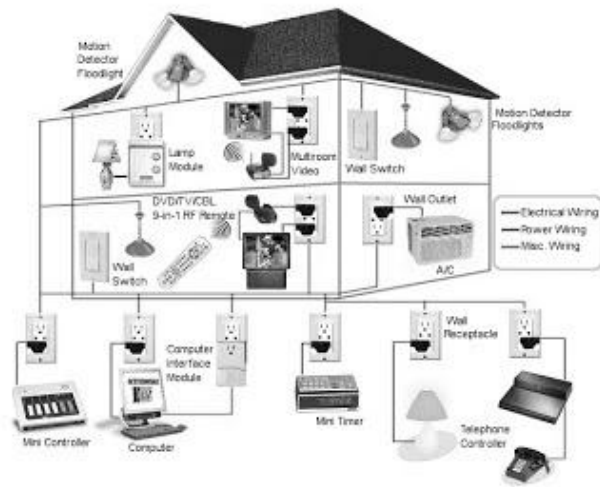 Motion
Detector
Floodlight
Motion Detector
Floodlights
Lamp
Module
Multiroom
Video
Wall Switch
DVD/TV/CBL
9-in-1 RF Remote
Wall Outlet
Electrical Wiring
Power Wiring
Misc. Wiring
Wall
Switch
A/C
Computer
Interface
Module
Wall
Receptacle
Mini Controller
Computer
Mini Timer
Telephone
Controller